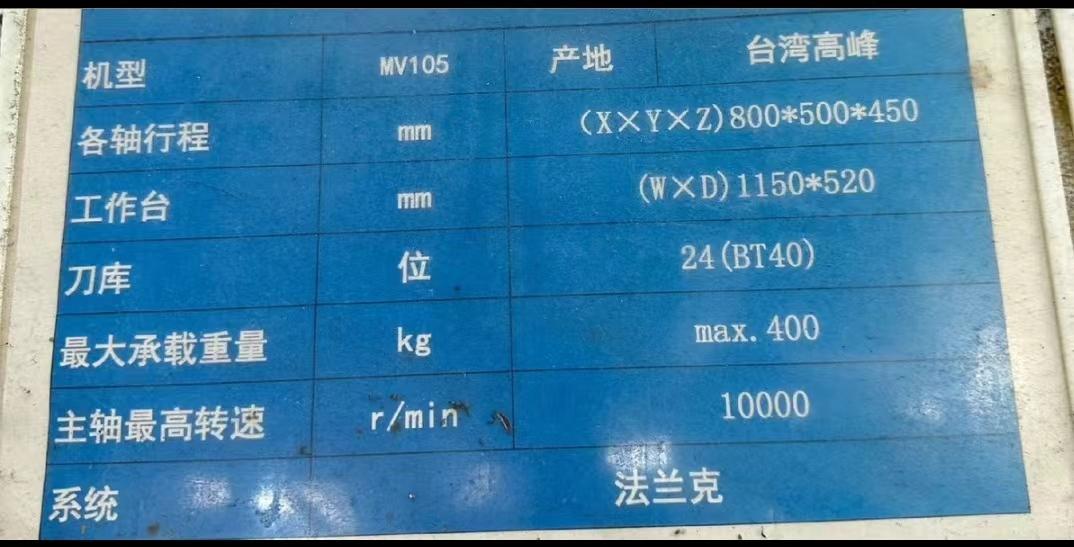 机型 MV105 产地 台湾高峰
各轴行程 mm (X×Y×Z)800*500*450
工作台 mm (W×D)1150*520
刀库 位 24(BT40)
最大承载重量 kg max.400
主轴最高转速 r/min 10000
系统 法兰克